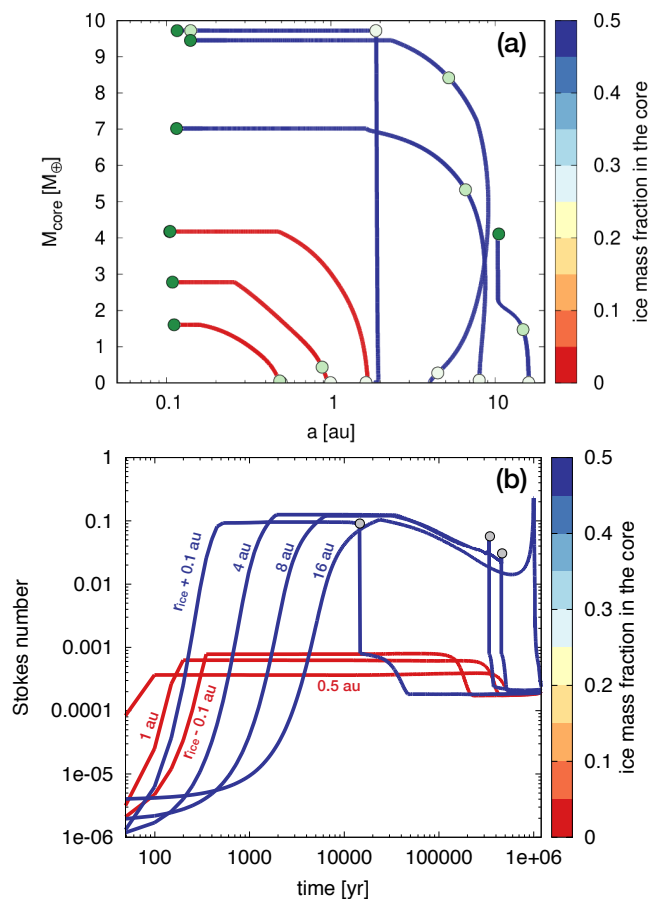 (a)
10
9
8
7
6
5
4
3
2
1
0
M_core [M_⊕]
0.1
1
10
a [au]
0.5
0.4
0.3
0.2
0.1
0
ice mass fraction in the core
(b)
1
0.1
0.01
0.001
0.0001
1e-05
1e-06
Stokes number
r_ice + 0.1 au
4 au
8 au
16 au
1 au
r_ice - 0.1 au
0.5 au
100
1000
10000
100000
1e+06
time [yr]
0.5
0.4
0.3
0.2
0.1
0
ice mass fraction in the core